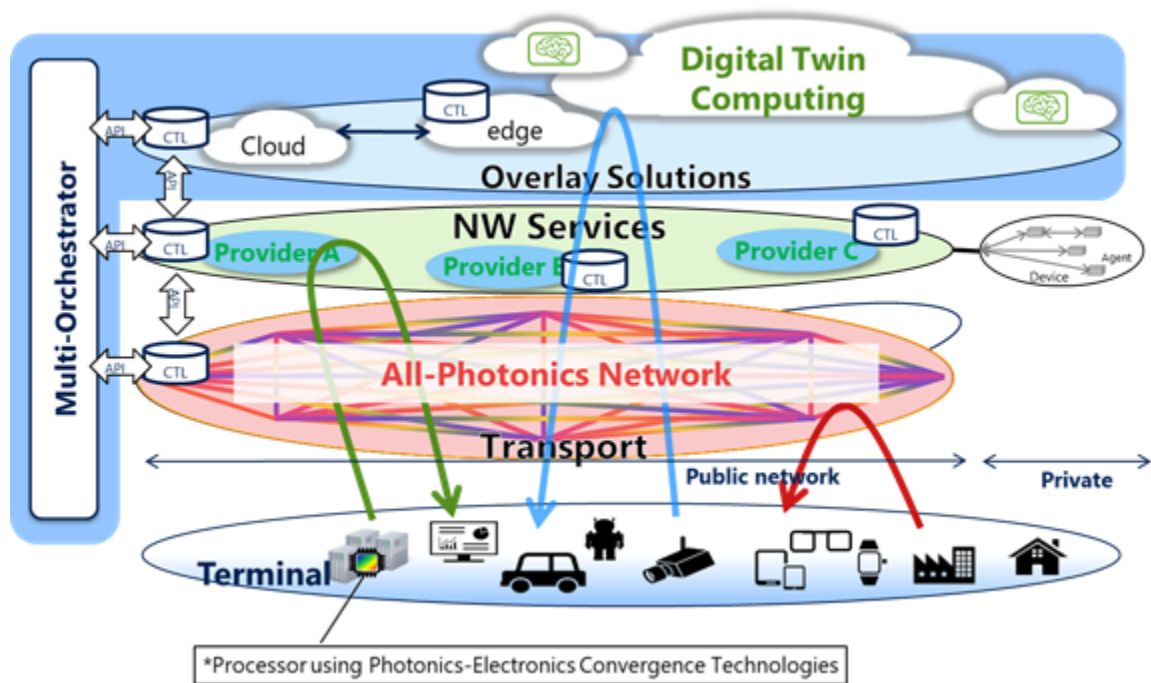 Digital Twin
Computing
CTL
edge
API
CTL
Cloud
Overlay Solutions
API
Multi-Orchestrator
NW Services
CTL
API
CTL
Provider A
Provider B
CTL
Provider C
Agent
Device
API
API
CTL
All-Photonics Network
Transport
Public network
Private
Terminal
*Processor using Photonics-Electronics Convergence Technologies